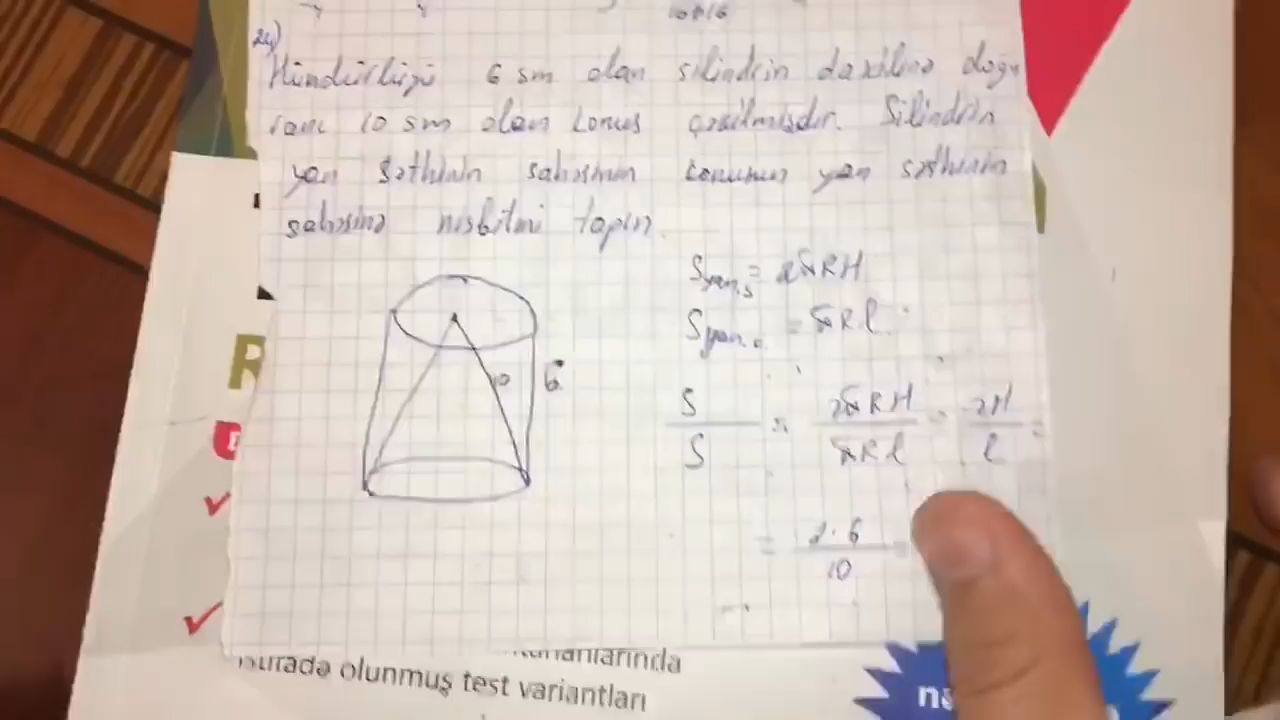 24)
Hündürlüyü 6 sm olan silindrin daxilinə doğu
ranı 10 sm olan konus çəkilmişdir. Silindrin
yan səthinin sahəsinin konusun yan səthinin
sahəsinə nisbətini tapın.
Syan.s = 2πRH
Syan.k = πRl
10 6
S/S = 2πRH/πRl = 2H/l =
= 2·6/10 =
R
burada olunmuş test variantları